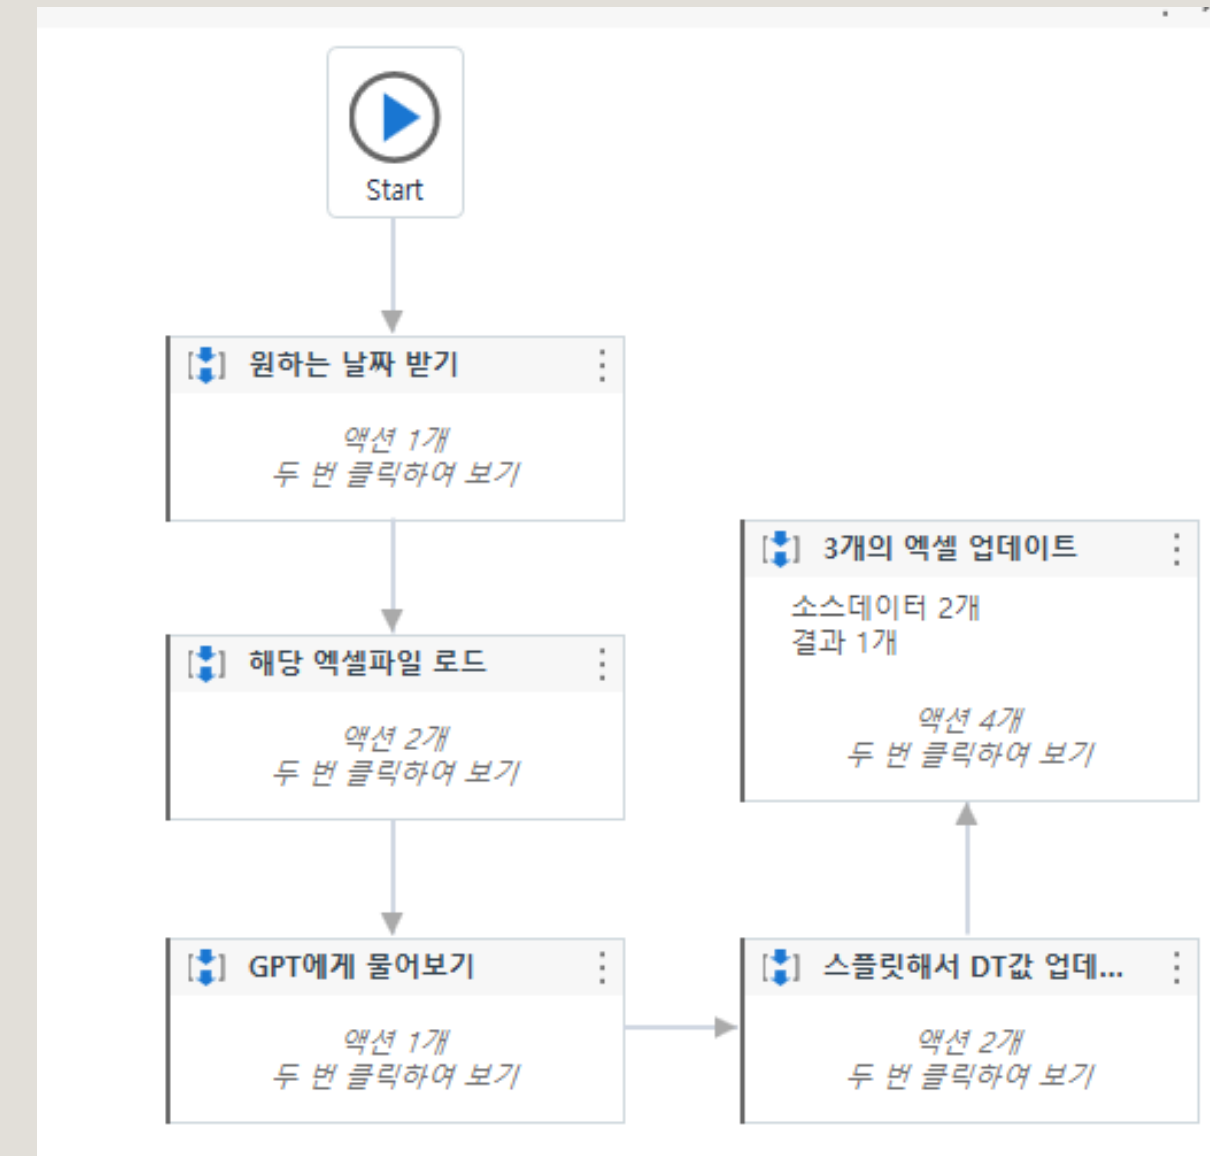 Start
원하는 날짜 받기
액션 1개
두 번 클릭하여 보기
해당 엑셀파일 로드
액션 2개
두 번 클릭하여 보기
GPT에게 물어보기
액션 1개
두 번 클릭하여 보기
스플릿해서 DT값 업데...
액션 2개
두 번 클릭하여 보기
3개의 엑셀 업데이트
소스데이터 2개
결과 1개
액션 4개
두 번 클릭하여 보기